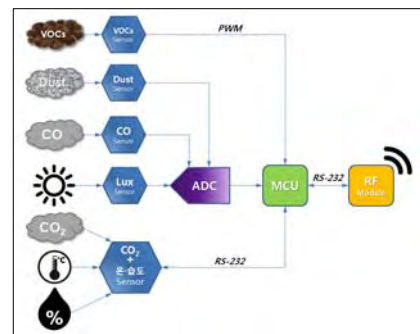 VOCs
VOCs
Sensor
PWM
Dust
Dust
Sensor
CO
CO
Sensor
Lux
Sensor
ADC
MCU
RS-232
RF
Module
CO₂
℃
CO₂
+
온·습도
Sensor
RS-232
%